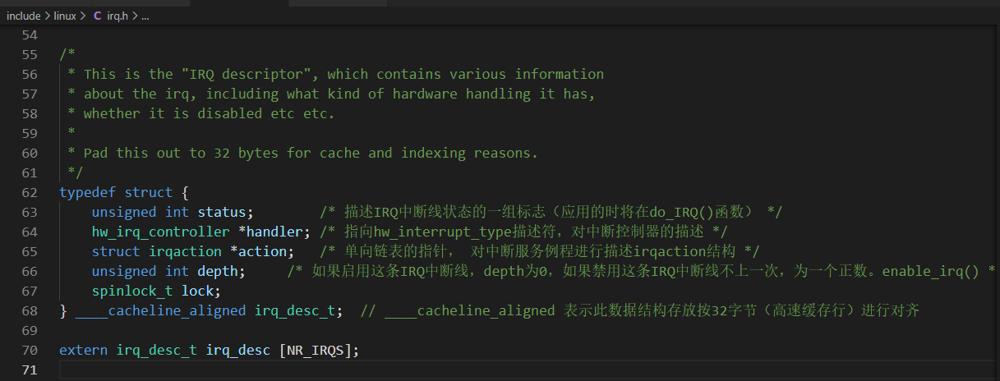 include > linux > C irq.h > ...
54
55 /*
56  * This is the "IRQ descriptor", which contains various information
57  * about the irq, including what kind of hardware handling it has,
58  * whether it is disabled etc etc.
59  *
60  * Pad this out to 32 bytes for cache and indexing reasons.
61  */
62 typedef struct {
63     unsigned int status;        /* 描述IRQ中断线状态的一组标志（应用的时将在do_IRQ()函数） */
64     hw_irq_controller *handler; /* 指向hw_interrupt_type描述符，对中断控制器的描述 */
65     struct irqaction *action;   /* 单向链表的指针， 对中断服务例程进行描述irqaction结构 */
66     unsigned int depth;     /* 如果启用这条IRQ中断线，depth为0，如果禁用这条IRQ中断线不上一次，为一个正数。enable_irq() *
67     spinlock_t lock;
68 } ____cacheline_aligned irq_desc_t;  // ____cacheline_aligned 表示此数据结构存放按32字节（高速缓存行）进行对齐
69
70 extern irq_desc_t irq_desc [NR_IRQS];
71